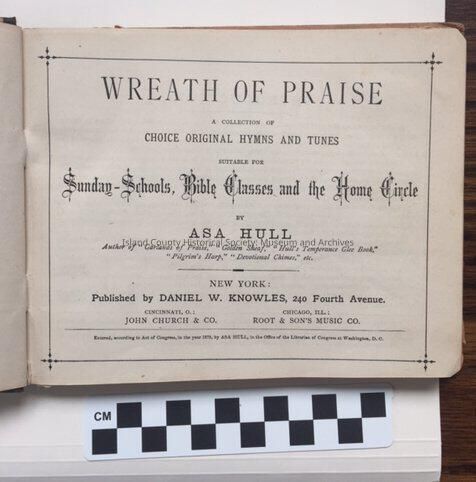 WREATH OF PRAISE
A COLLECTION OF
CHOICE ORIGINAL HYMNS AND TUNES
SUITABLE FOR
Sunday-Schools, Bible Classes and the Home Circle
BY
ASA HULL
Island County Historical Society: Museum and Archives
Author of "Garlands of Praise," "Golden Sheaf," "Hull's Temperance Glee Book,"
"Pilgrim's Harp," "Devotional Chimes," etc.
NEW YORK:
Published by DANIEL W. KNOWLES, 240 Fourth Avenue.
CINCINNATI, O.: CHICAGO, ILL.:
JOHN CHURCH & CO. ROOT & SON'S MUSIC CO.
Entered, according to Act of Congress, in the year 1879, by ASA HULL, in the Office of the Librarian of Congress at Washington, D. C.
CM